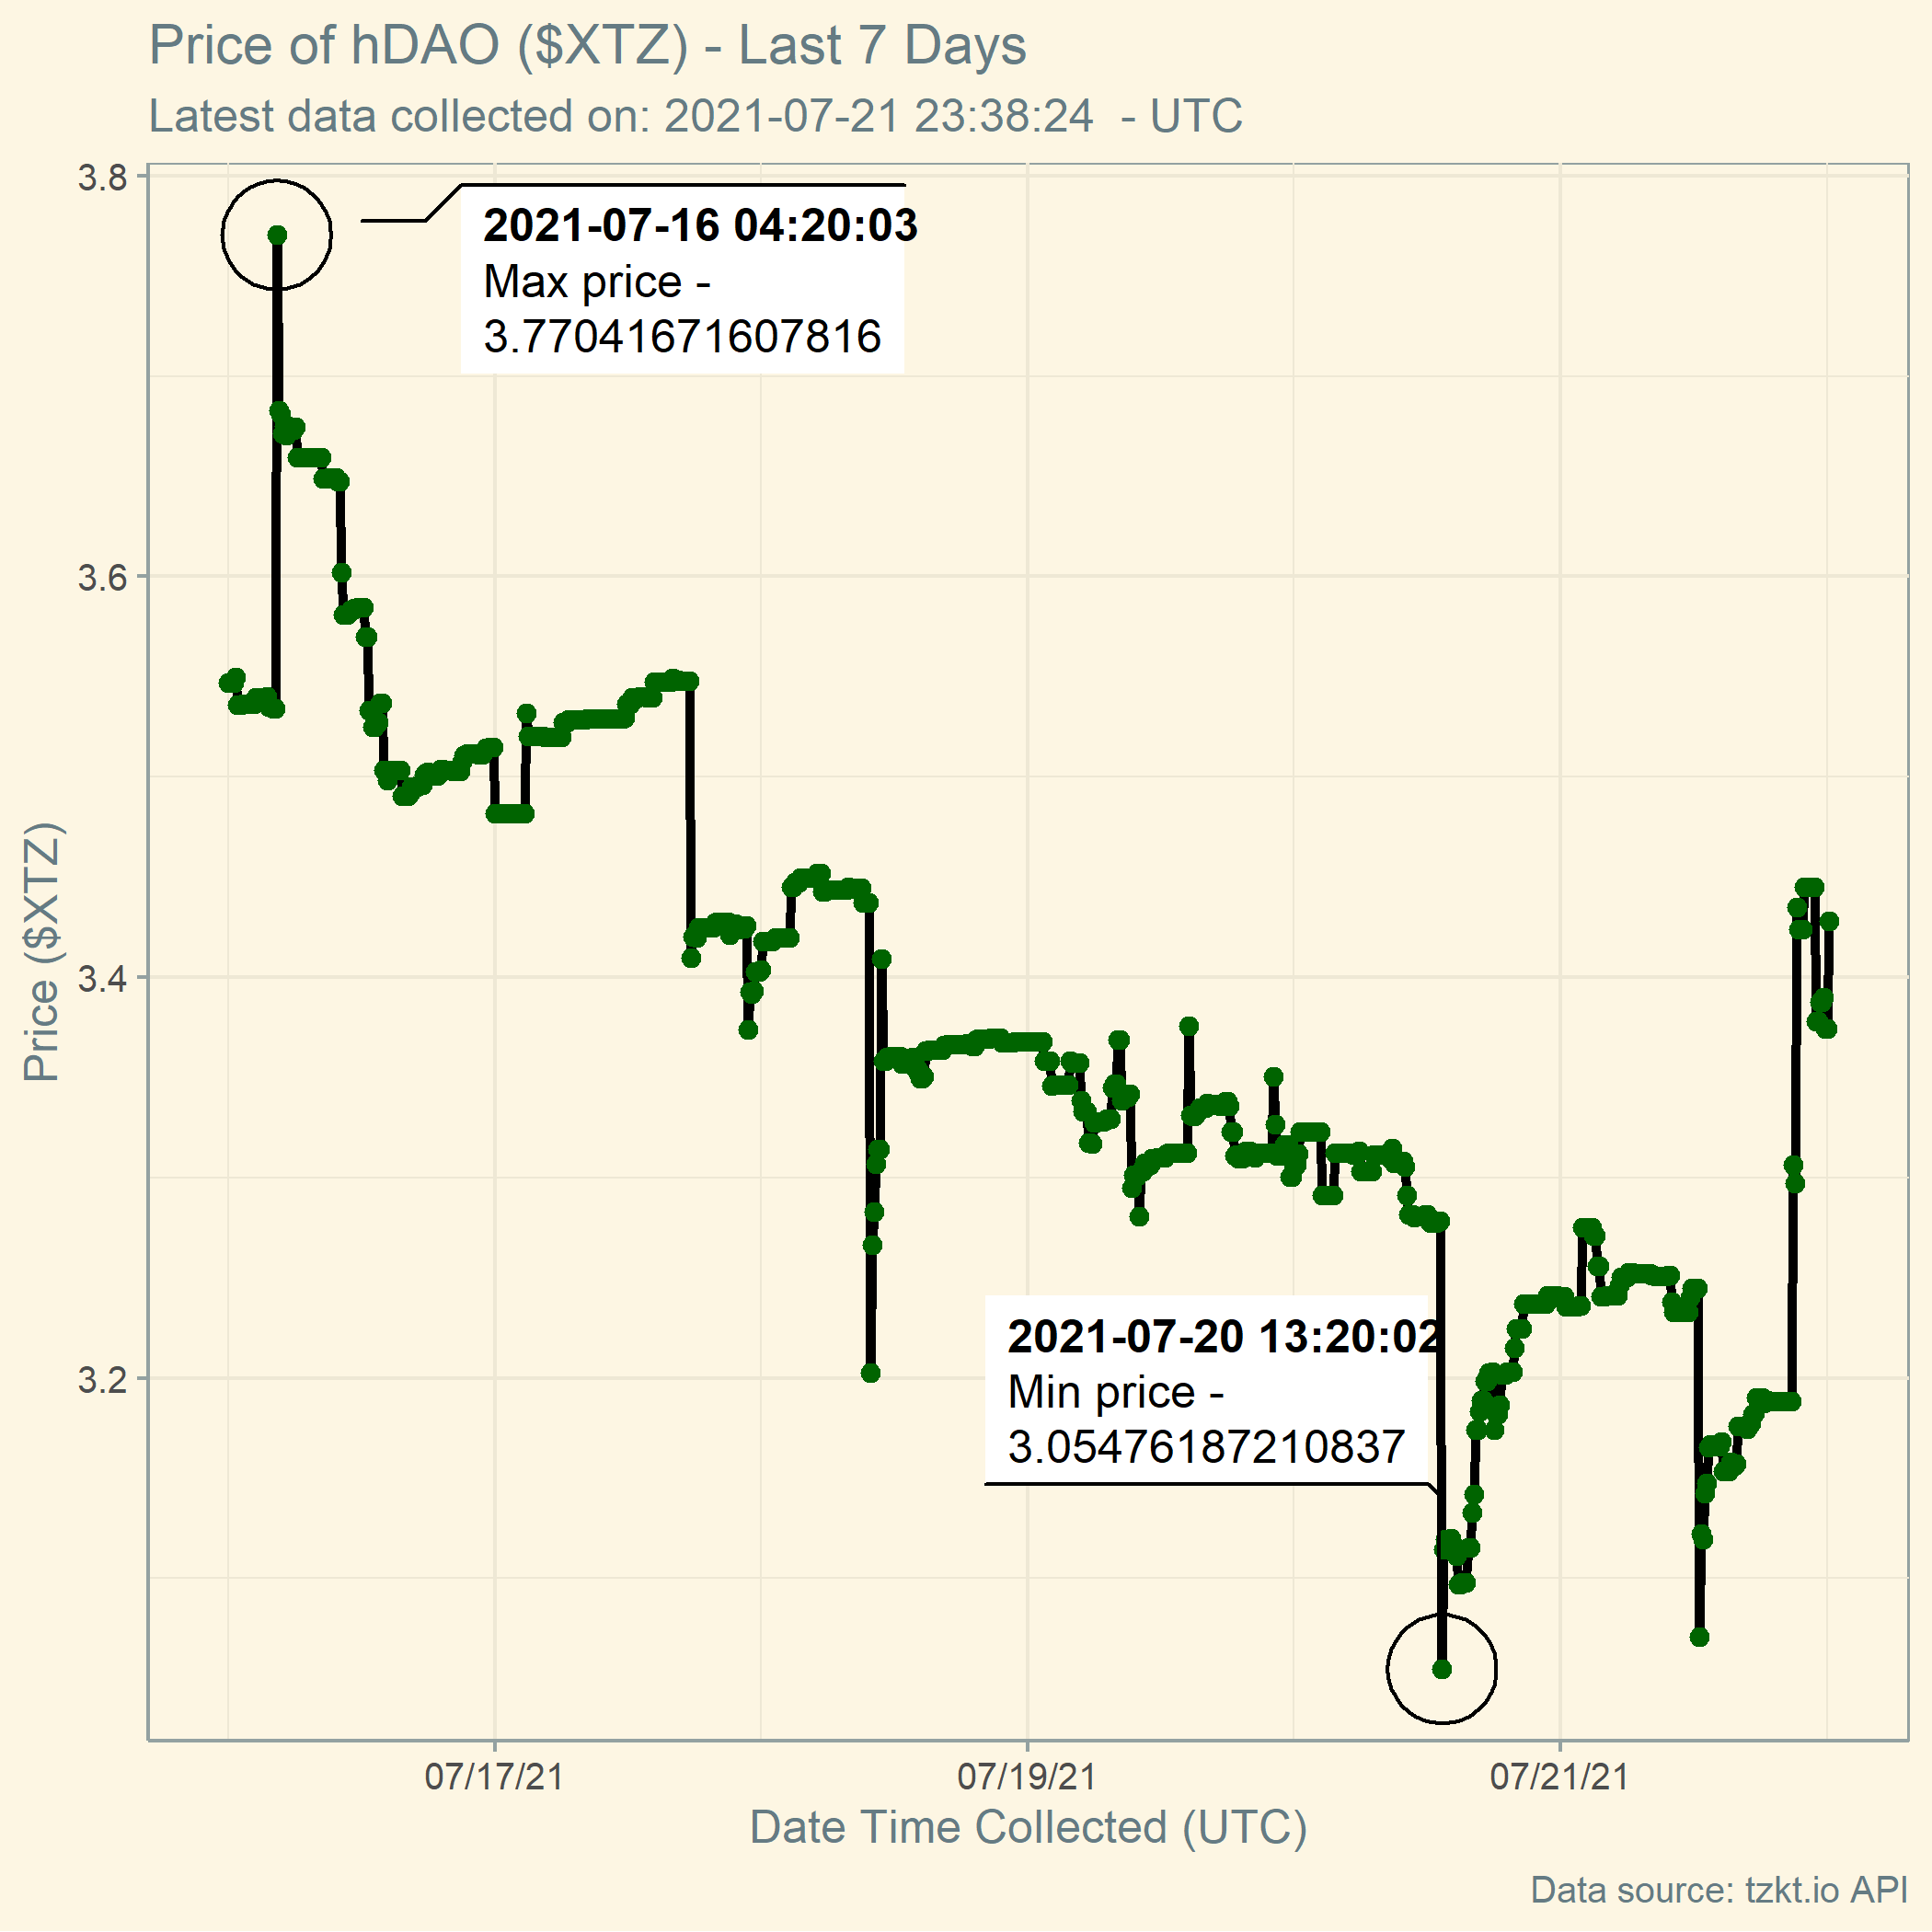 Price of hDAO ($XTZ) - Last 7 Days
Latest data collected on: 2021-07-21 23:38:24  - UTC
3.8
3.6
3.4
3.2
Price ($XTZ)
2021-07-16 04:20:03
Max price -
3.77041671607816
2021-07-20 13:20:02
Min price -
3.05476187210837
07/17/21
07/19/21
07/21/21
Date Time Collected (UTC)
Data source: tzkt.io API